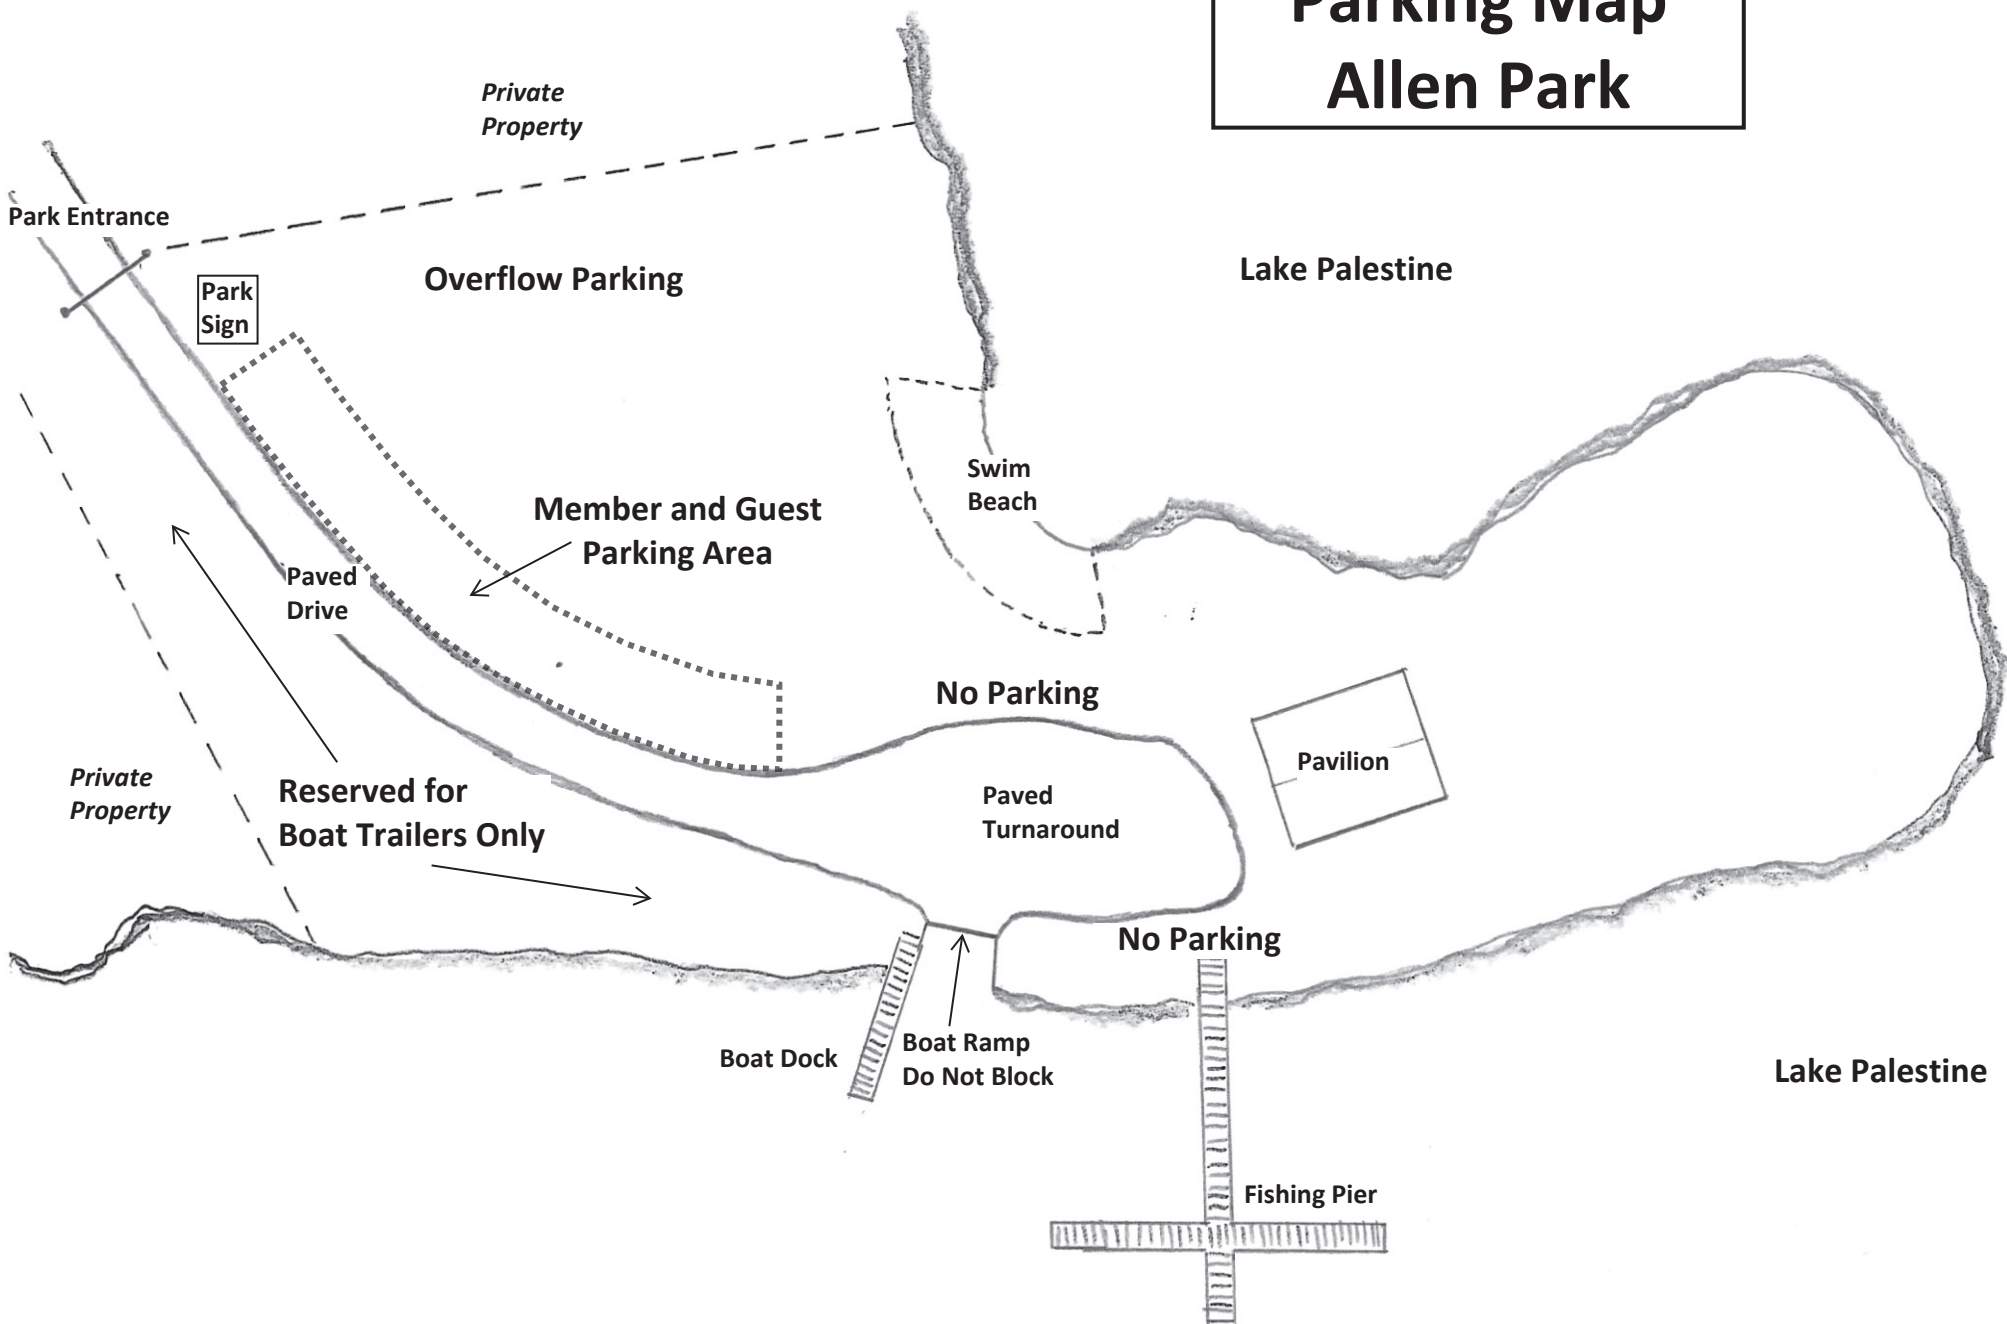 Parking Map
Allen Park
Private
Property
Park Entrance
Park
Sign
Overflow Parking
Lake Palestine
Swim
Beach
Member and Guest
Parking Area
Paved
Drive
No Parking
Pavilion
Private
Property
Reserved for
Boat Trailers Only
Paved
Turnaround
No Parking
Boat Dock
Boat Ramp
Do Not Block
Lake Palestine
Fishing Pier